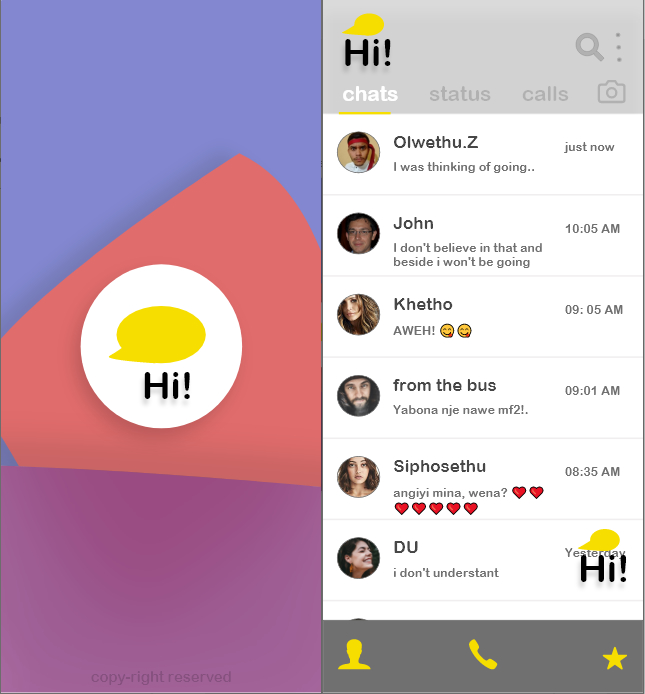 Hi!
copy-right reserved
Hi!
chats status calls
Olwethu.Z
just now
I was thinking of going..
John
10:05 AM
I don't believe in that and
beside i won't be going
Khetho
09: 05 AM
AWEH! 😋😋
from the bus
09:01 AM
Yabona nje nawe mf2!.
Siphosethu
08:35 AM
angiyi mina, wena? ❤️❤️
❤️❤️❤️❤️❤️
DU
Yesterday
i don't understant
Hi!